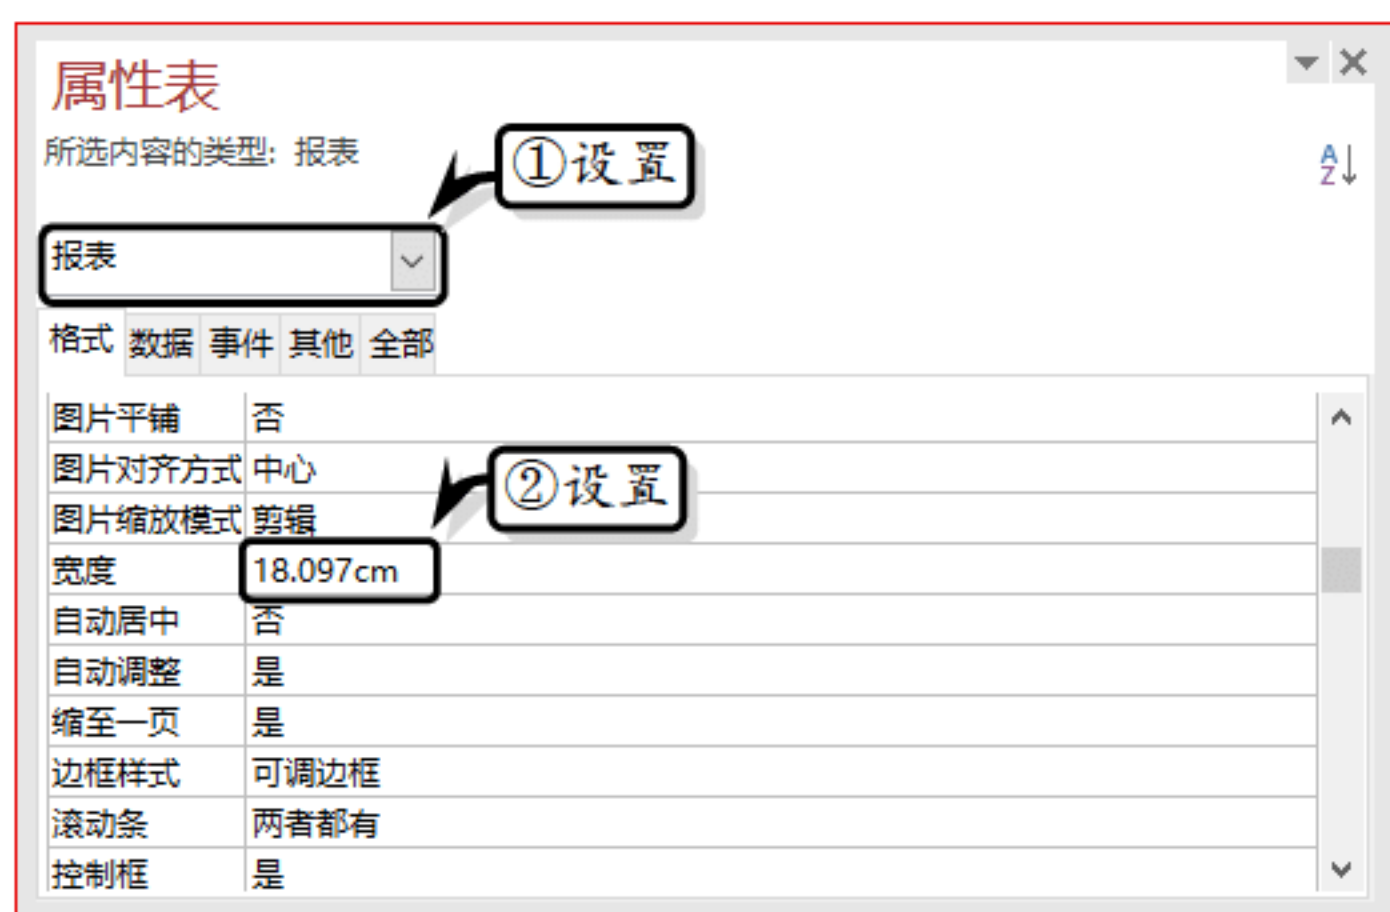 属性表
所选内容的类型: 报表
①设置
报表
格式 数据 事件 其他 全部
图片平铺 否
图片对齐方式 中心
②设置
图片缩放模式 剪辑
宽度 18.097cm
自动居中 否
自动调整 是
缩至一页 是
边框样式 可调边框
滚动条 两者都有
控制框 是